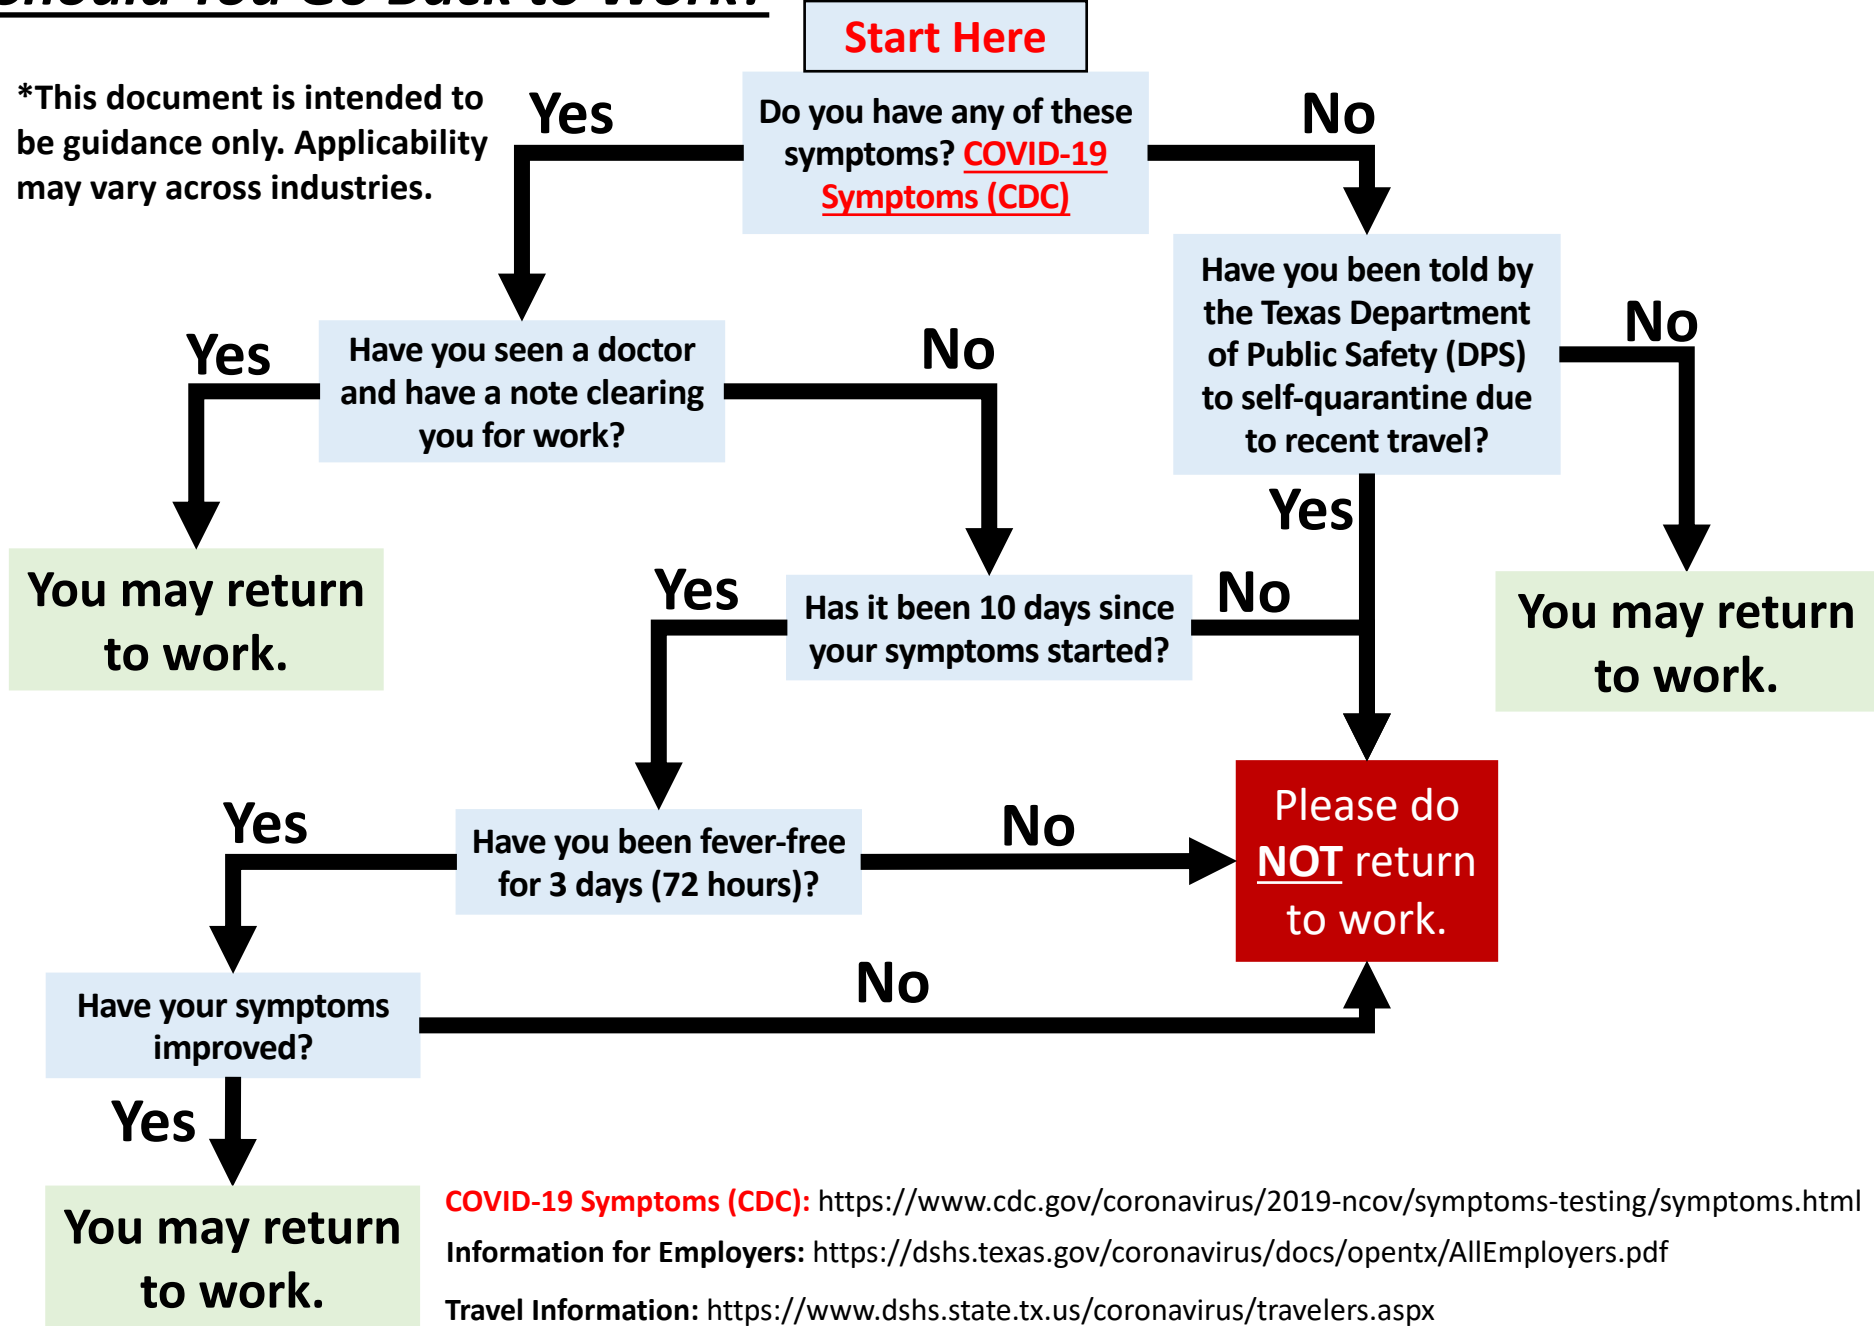 Should You Go Back to Work?
Start Here
*This document is intended to
be guidance only. Applicability
may vary across industries.
Yes
Do you have any of these
symptoms? COVID-19
Symptoms (CDC)
No
Have you been told by
the Texas Department
of Public Safety (DPS)
to self-quarantine due
to recent travel?
No
Yes
Have you seen a doctor
and have a note clearing
you for work?
No
Yes
You may return
to work.
Yes
Has it been 10 days since
your symptoms started?
No
You may return
to work.
Yes
Have you been fever-free
for 3 days (72 hours)?
No
Please do
NOT return
to work.
Have your symptoms
improved?
No
Yes
You may return
to work.
COVID-19 Symptoms (CDC): https://www.cdc.gov/coronavirus/2019-ncov/symptoms-testing/symptoms.html
Information for Employers: https://dshs.texas.gov/coronavirus/docs/opentx/AllEmployers.pdf
Travel Information: https://www.dshs.state.tx.us/coronavirus/travelers.aspx